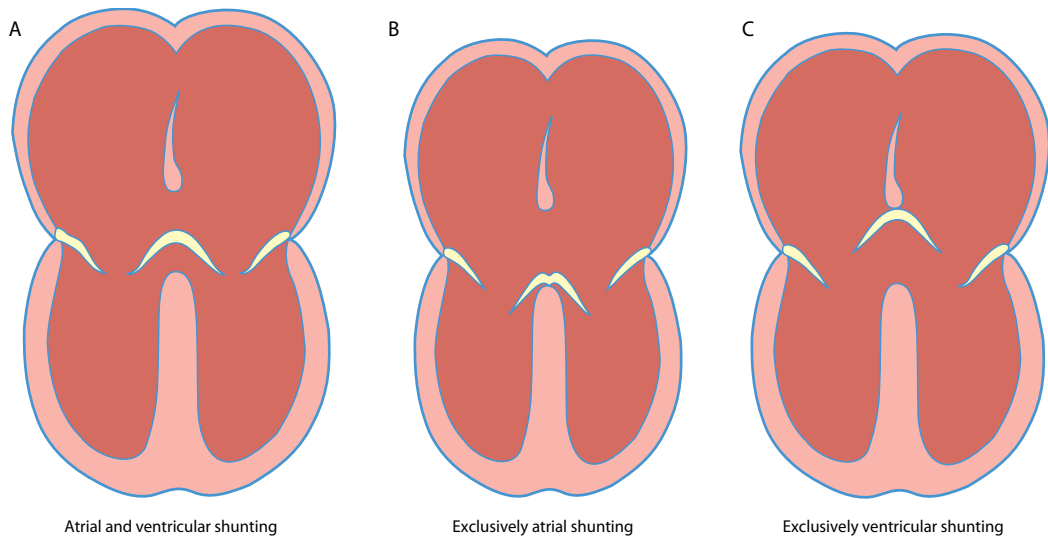 A
B
C
Atrial and ventricular shunting
Exclusively atrial shunting
Exclusively ventricular shunting